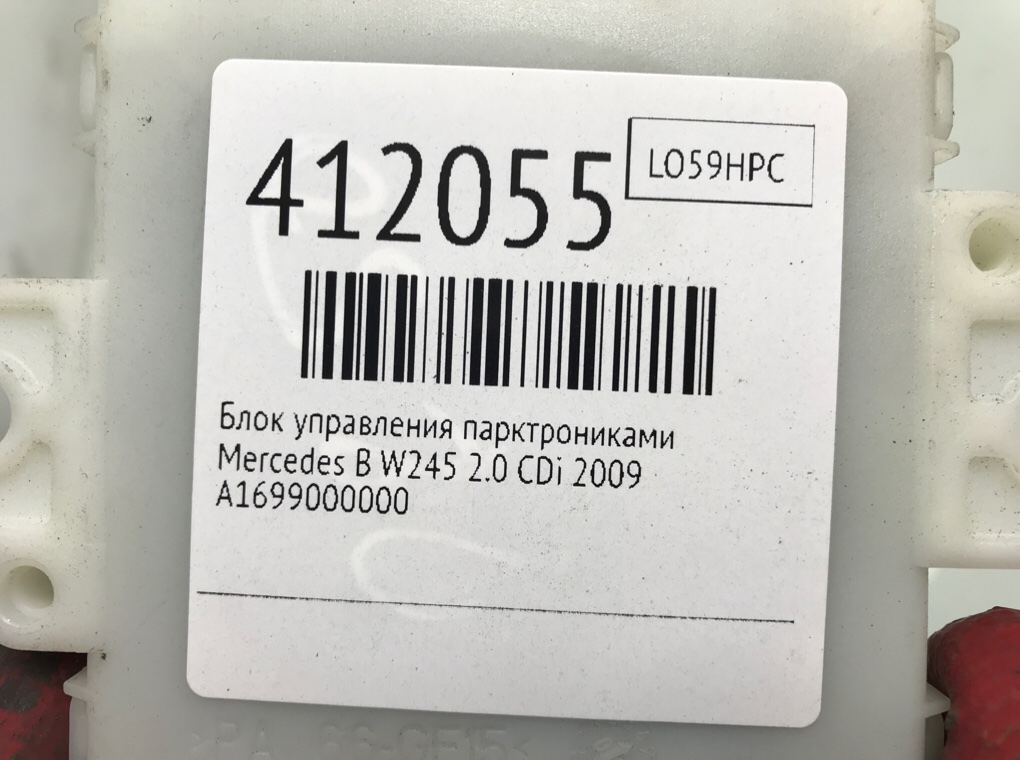 412055
LO59HPC
Блок управления парктрониками
Mercedes B W245 2.0 CDi 2009
A1699000000